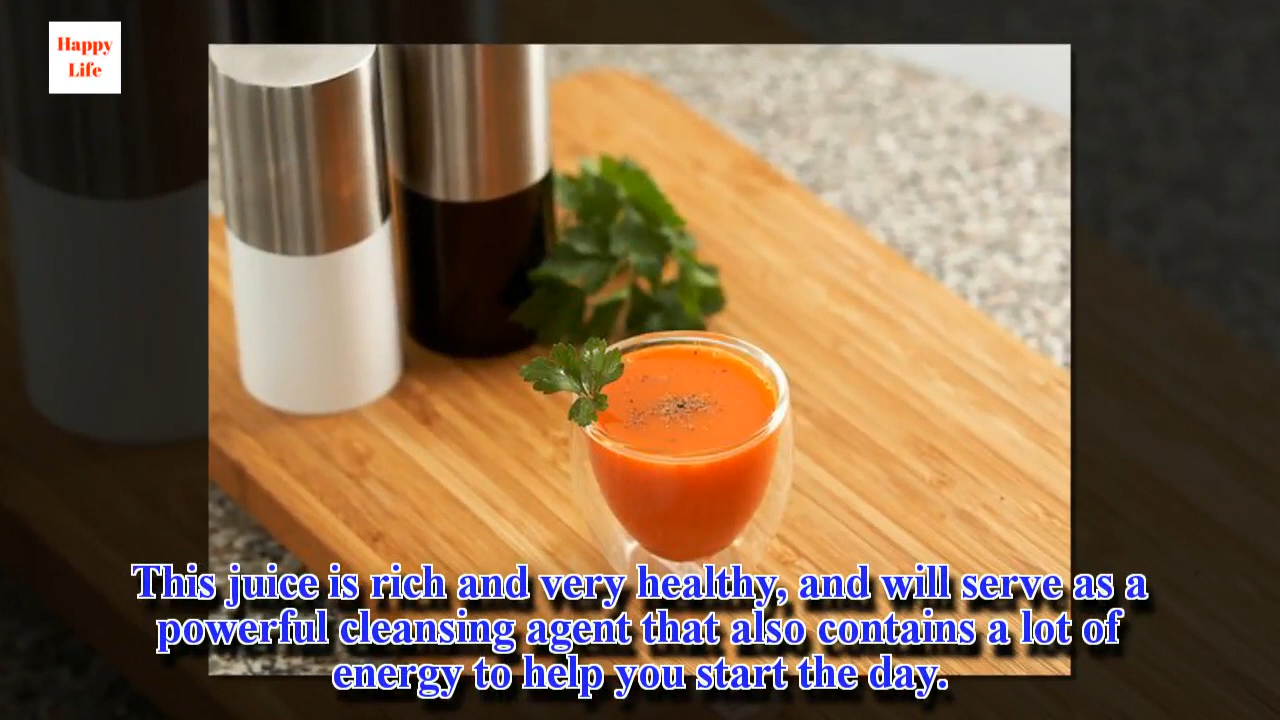 Happy
Life
This juice is rich and very healthy, and will serve as a
powerful cleansing agent that also contains a lot of
energy to help you start the day.